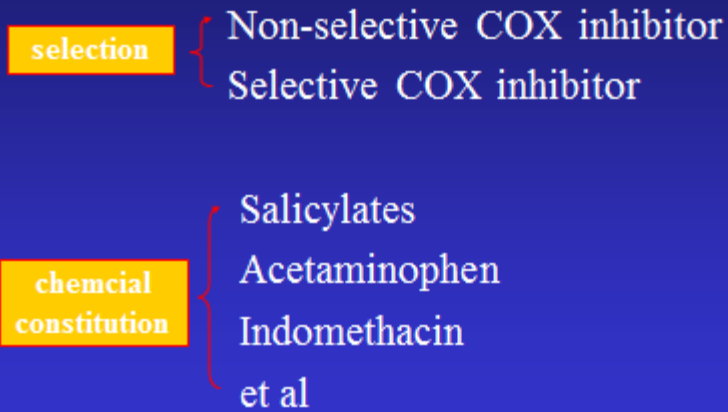 selection
Non-selective COX inhibitor
Selective COX inhibitor
chemcial
constitution
Salicylates
Acetaminophen
Indomethacin
et al